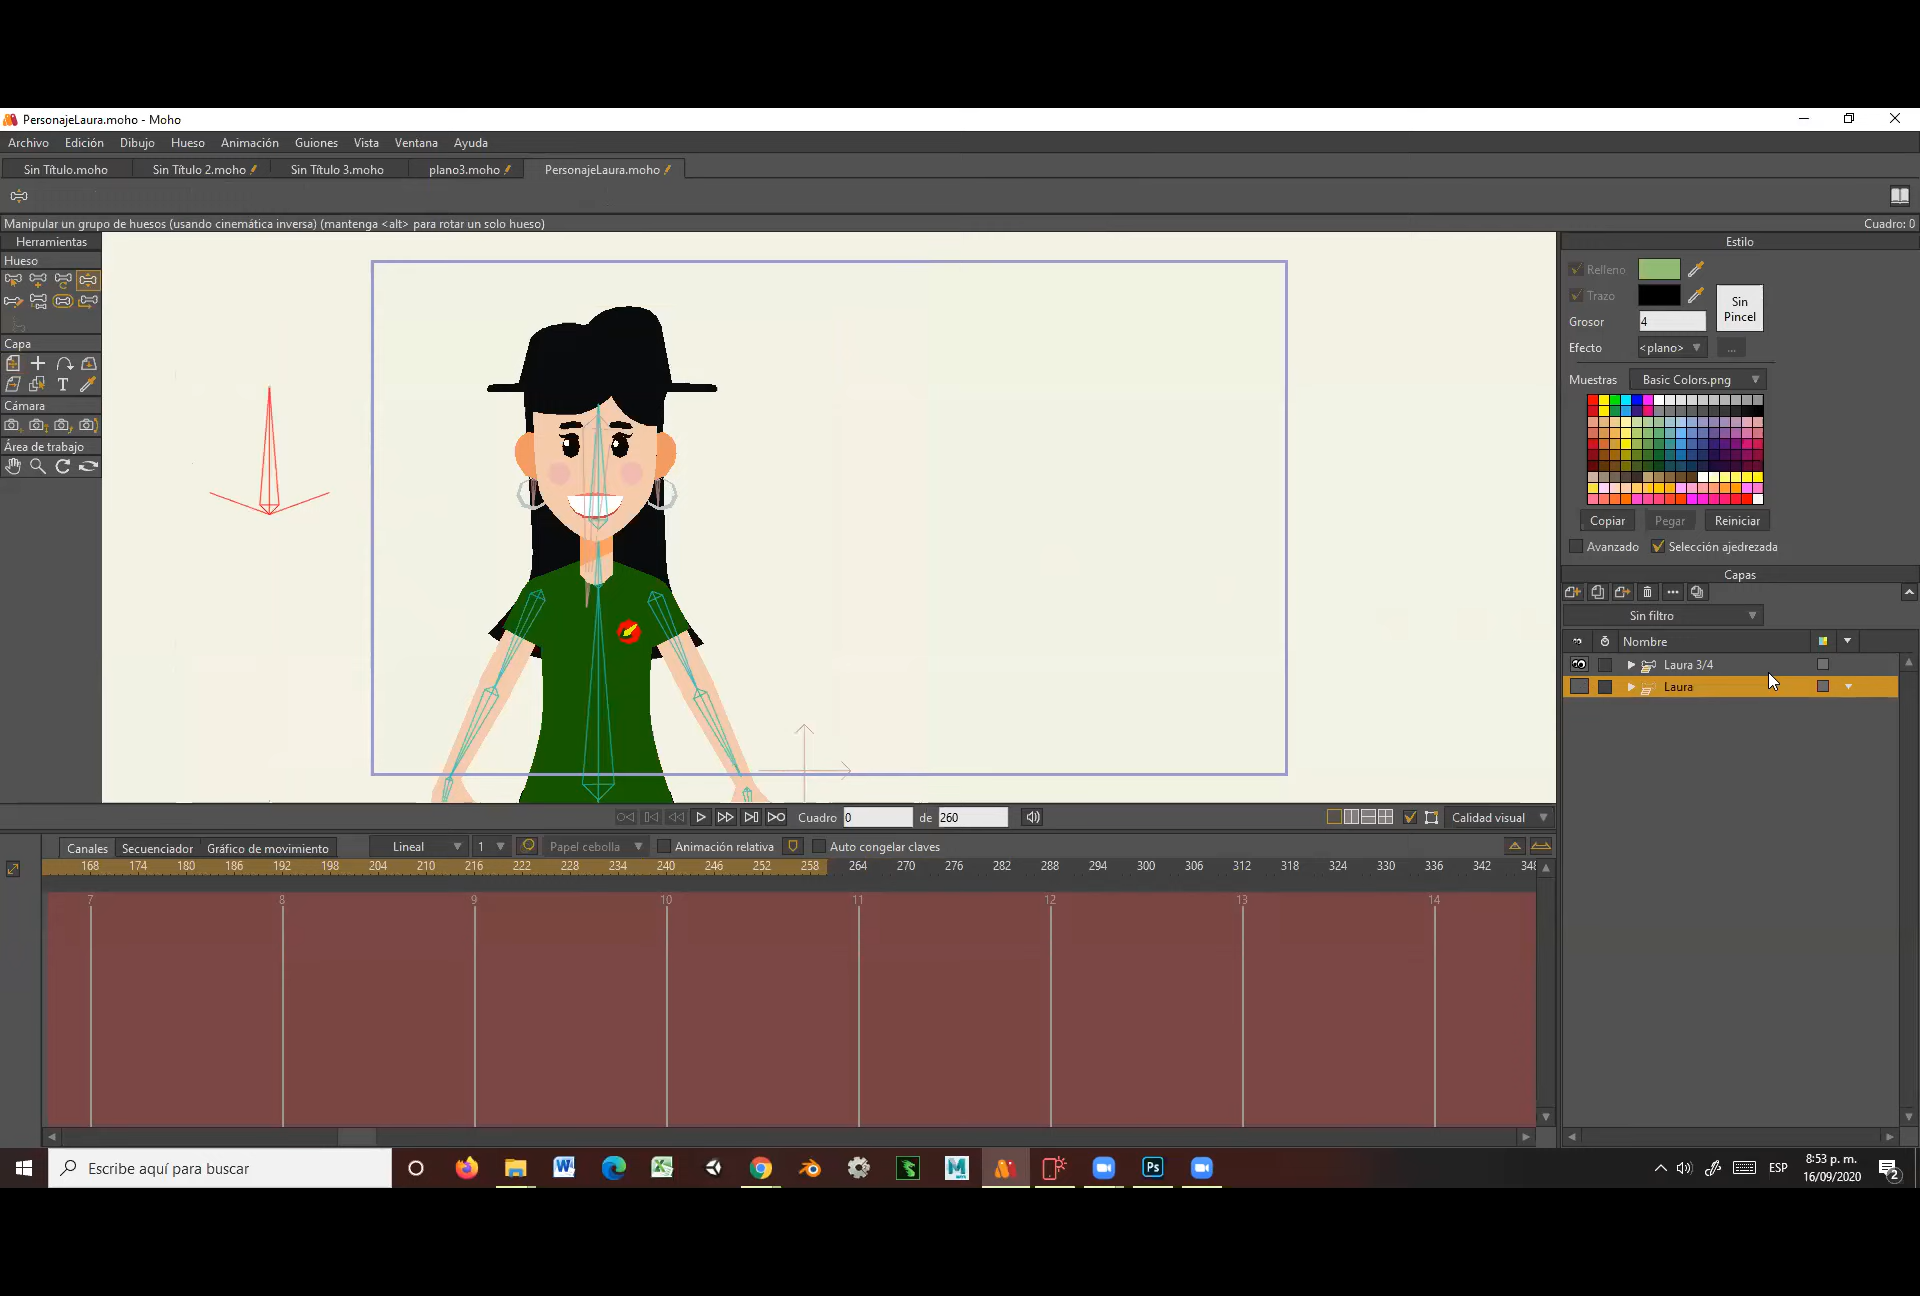 PersonajeLaura.moho - Moho
Archivo Edición Dibujo Hueso Animación Guiones Vista Ventana Ayuda
Sin Título.moho Sin Título 2.moho Sin Título 3.moho plano3.moho PersonajeLaura.moho
Manipular un grupo de huesos (usando cinemática inversa) (mantenga <alt> para rotar un solo hueso) Cuadro: 0
Herramientas
Hueso
Capa
T
Cámara
Área de trabajo
Estilo
Relleno
Trazo
Sin
Pincel
Grosor 4
Efecto <plano> ...
Muestras Basic Colors.png
Copiar Pegar Reiniciar
Avanzado Selección ajedrezada
Capas
Sin filtro
Nombre
Laura 3/4
Laura
Cuadro 0 de 260 Calidad visual
Canales Secuenciador Gráfico de movimiento Lineal 1 Papel cebolla Animación relativa Auto congelar claves
168 174 180 186 192 198 204 210 216 222 228 234 240 246 252 258 264 270 276 282 288 294 300 306 312 318 324 330 336 342 348
7 8 9 10 11 12 13 14
Escribe aquí para buscar
Ps
ESP
8:53 p. m.
16/09/2020
2